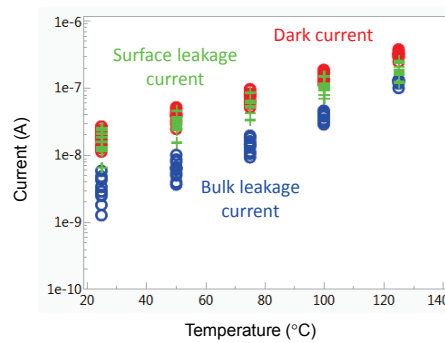 1e-6
1e-7
1e-8
1e-9
1e-10
Current (A)
Dark current
Surface leakage
current
Bulk leakage
current
20 40 60 80 100 120 140
Temperature (°C)